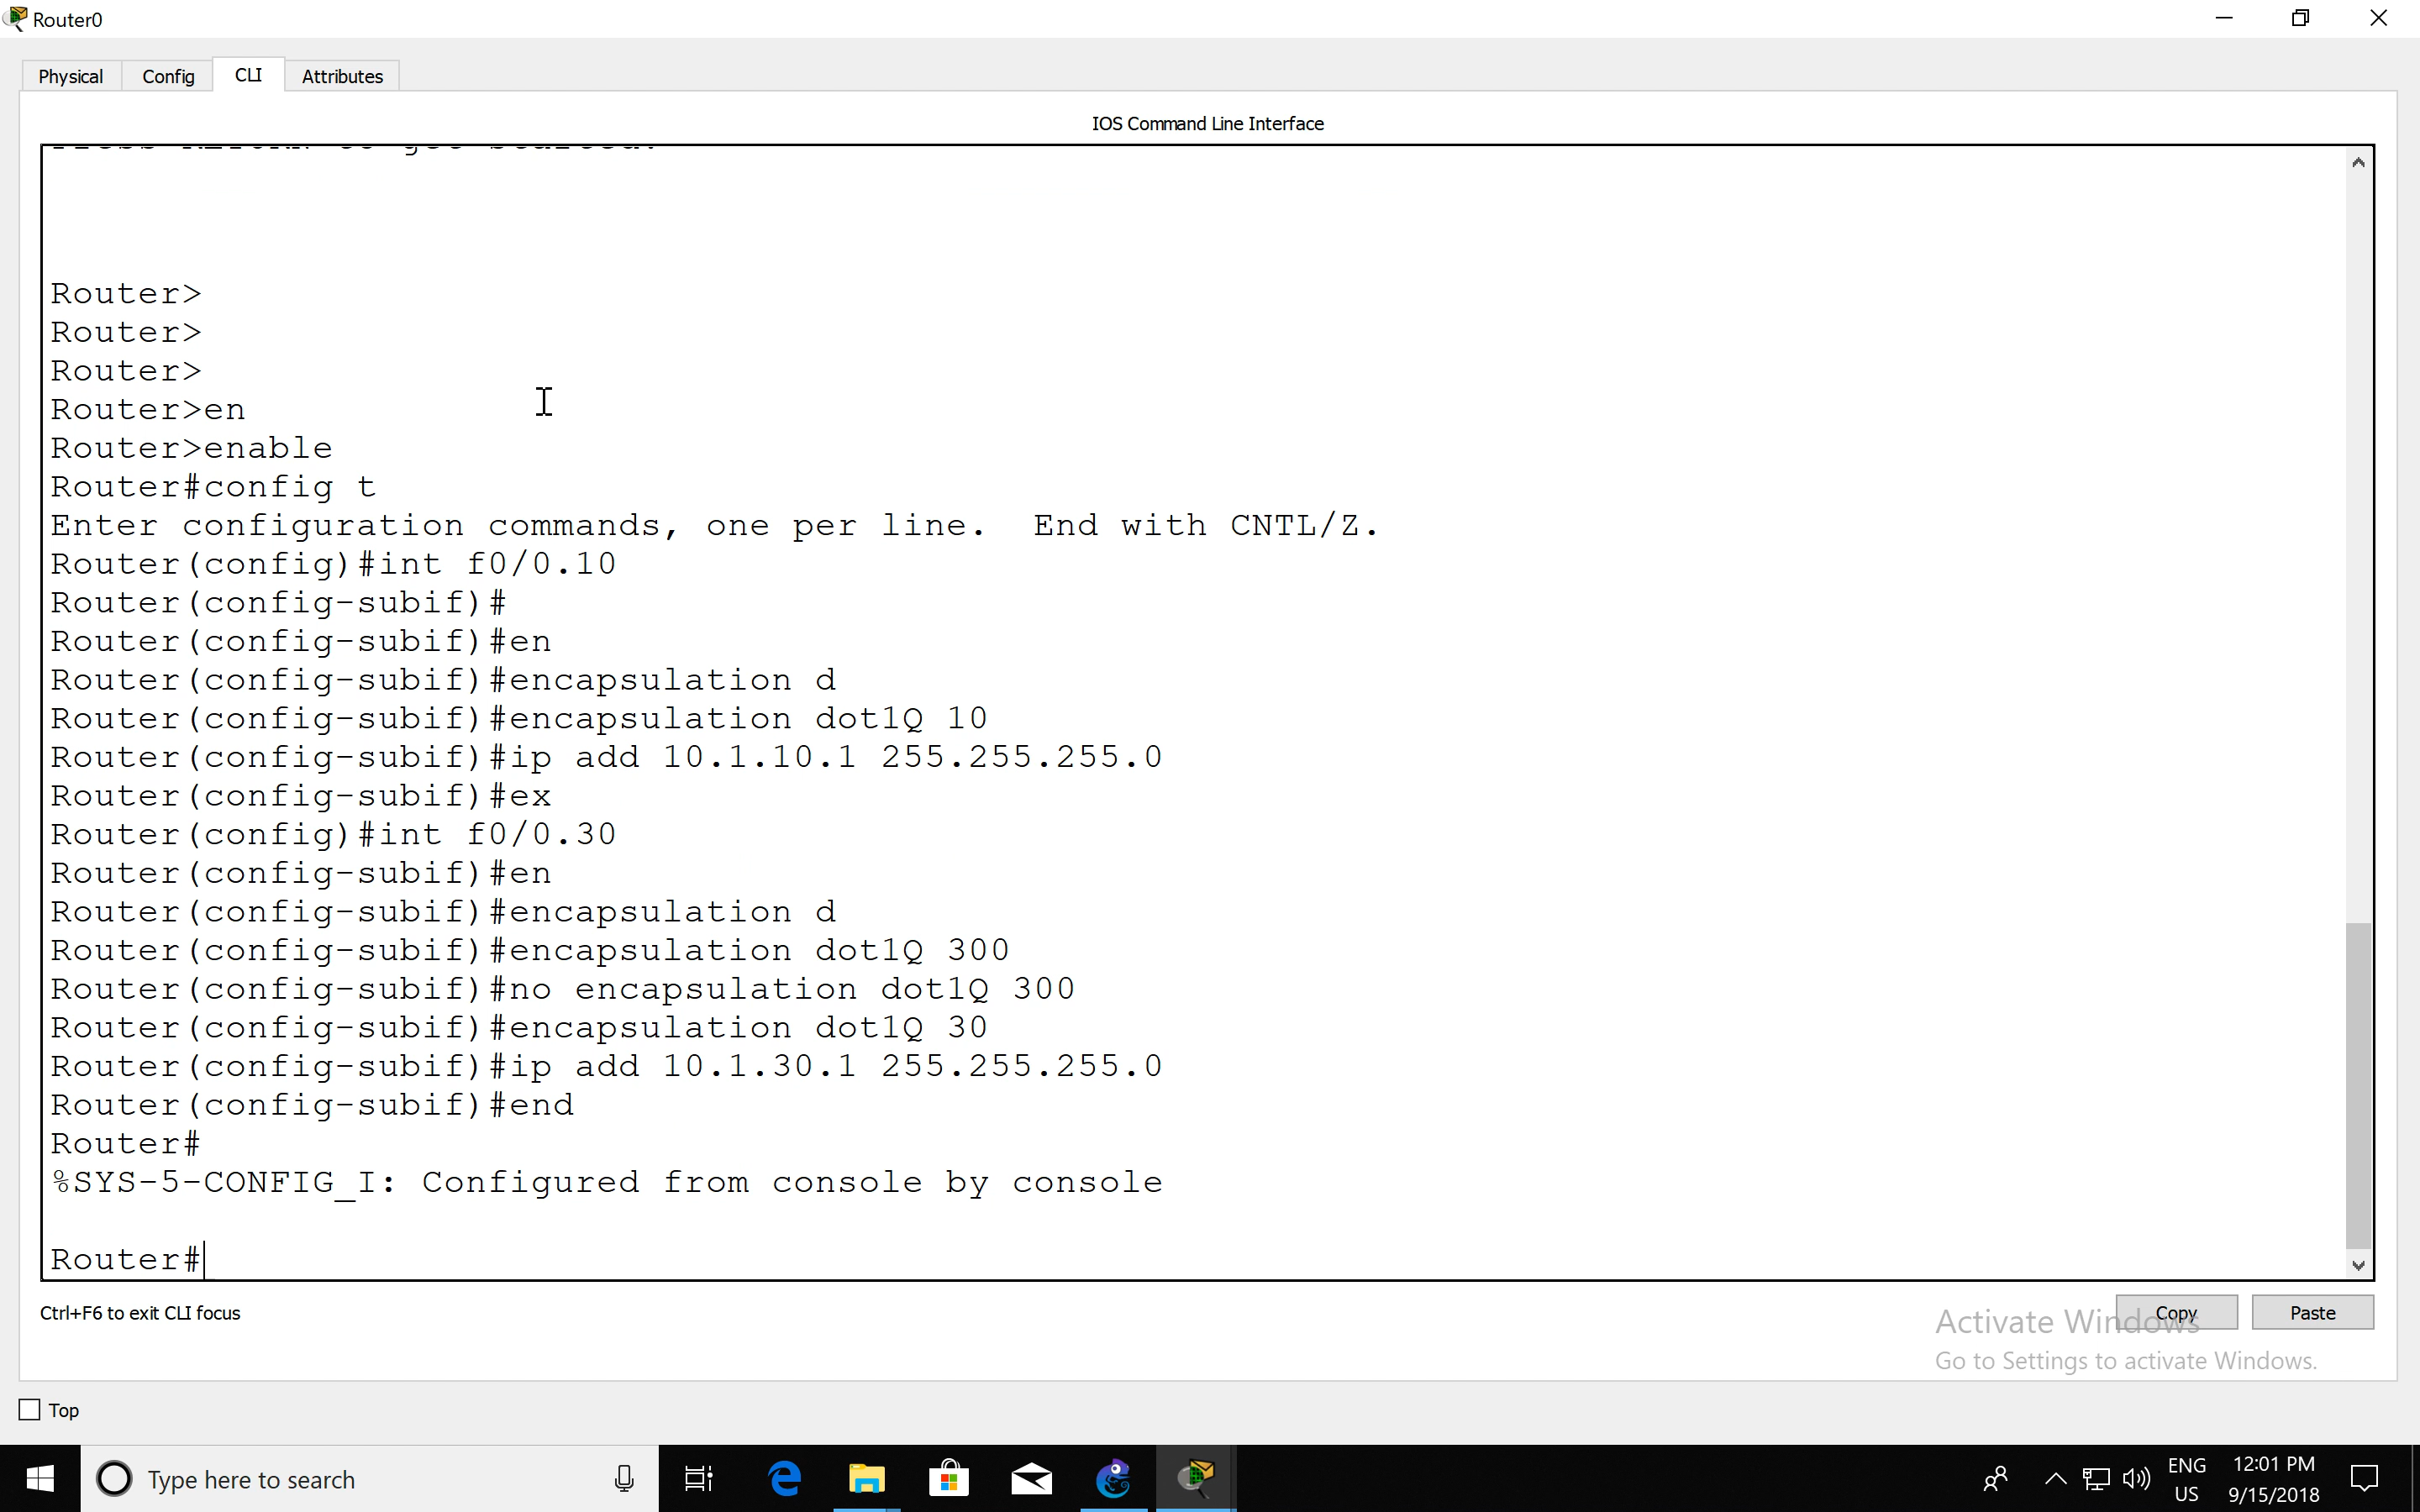 Router0
Physical Config CLI Attributes
IOS Command Line Interface
Router>
Router>
Router>
Router>en
Router>enable
Router#config t
Enter configuration commands, one per line.  End with CNTL/Z.
Router(config)#int f0/0.10
Router(config-subif)#
Router(config-subif)#en
Router(config-subif)#encapsulation d
Router(config-subif)#encapsulation dot1Q 10
Router(config-subif)#ip add 10.1.10.1 255.255.255.0
Router(config-subif)#ex
Router(config)#int f0/0.30
Router(config-subif)#en
Router(config-subif)#encapsulation d
Router(config-subif)#encapsulation dot1Q 300
Router(config-subif)#no encapsulation dot1Q 300
Router(config-subif)#encapsulation dot1Q 30
Router(config-subif)#ip add 10.1.30.1 255.255.255.0
Router(config-subif)#end
Router#
%SYS-5-CONFIG_I: Configured from console by console
Router#
Ctrl+F6 to exit CLI focus
Copy Paste
Activate Windows
Go to Settings to activate Windows.
Top
Type here to search
ENG
US
12:01 PM
9/15/2018